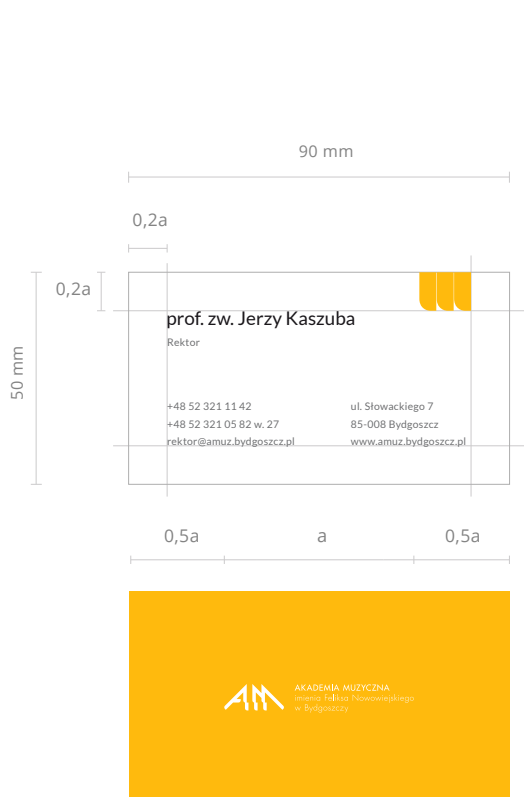 90 mm
0,2a
0,2a
50 mm
prof. zw. Jerzy Kaszuba
Rektor
+48 52 321 11 42
+48 52 321 05 82 w. 27
rektor@amuz.bydgoszcz.pl
ul. Słowackiego 7
85-008 Bydgoszcz
www.amuz.bydgoszcz.pl
0,5a
a
0,5a
AM
AKADEMIA MUZYCZNA
imienia Feliksa Nowowiejskiego
w Bydgoszczy